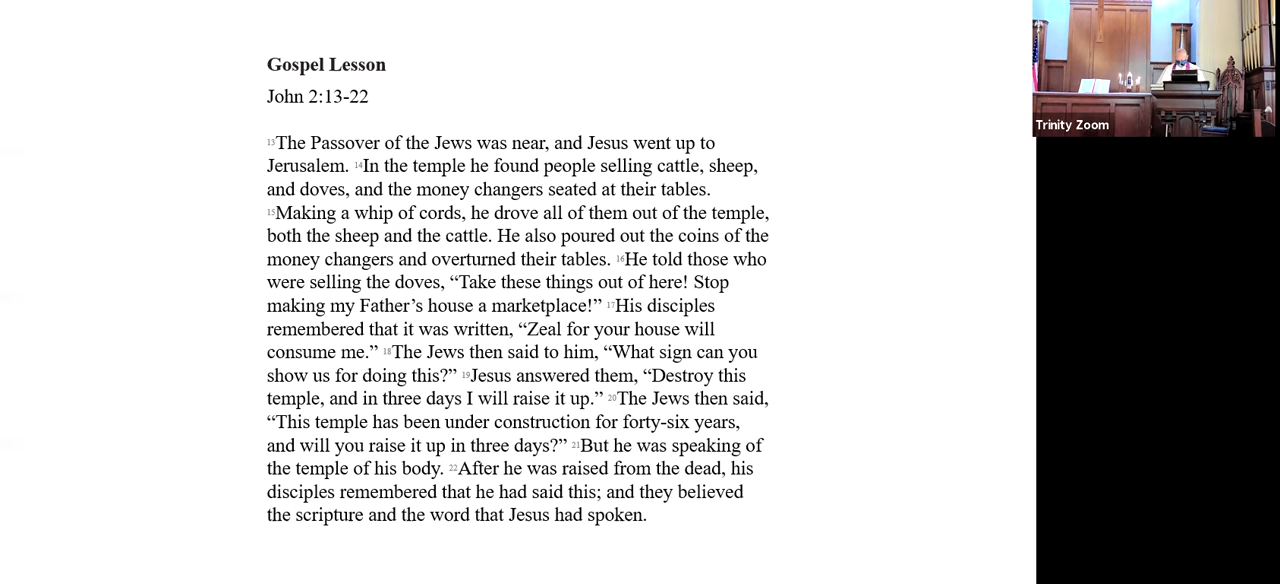 Gospel Lesson
John 2:13-22
13The Passover of the Jews was near, and Jesus went up to
Jerusalem. 14In the temple he found people selling cattle, sheep,
and doves, and the money changers seated at their tables.
15Making a whip of cords, he drove all of them out of the temple,
both the sheep and the cattle. He also poured out the coins of the
money changers and overturned their tables. 16He told those who
were selling the doves, “Take these things out of here! Stop
making my Father’s house a marketplace!” 17His disciples
remembered that it was written, “Zeal for your house will
consume me.” 18The Jews then said to him, “What sign can you
show us for doing this?” 19Jesus answered them, “Destroy this
temple, and in three days I will raise it up.” 20The Jews then said,
“This temple has been under construction for forty-six years,
and will you raise it up in three days?” 21But he was speaking of
the temple of his body. 22After he was raised from the dead, his
disciples remembered that he had said this; and they believed
the scripture and the word that Jesus had spoken.
Trinity Zoom